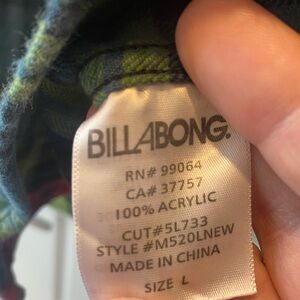 BILLABONG.
RN# 99064
CA# 37757
100% ACRYLIC
CUT#5L733
STYLE #M520LNEW
MADE IN CHINA
SIZE L